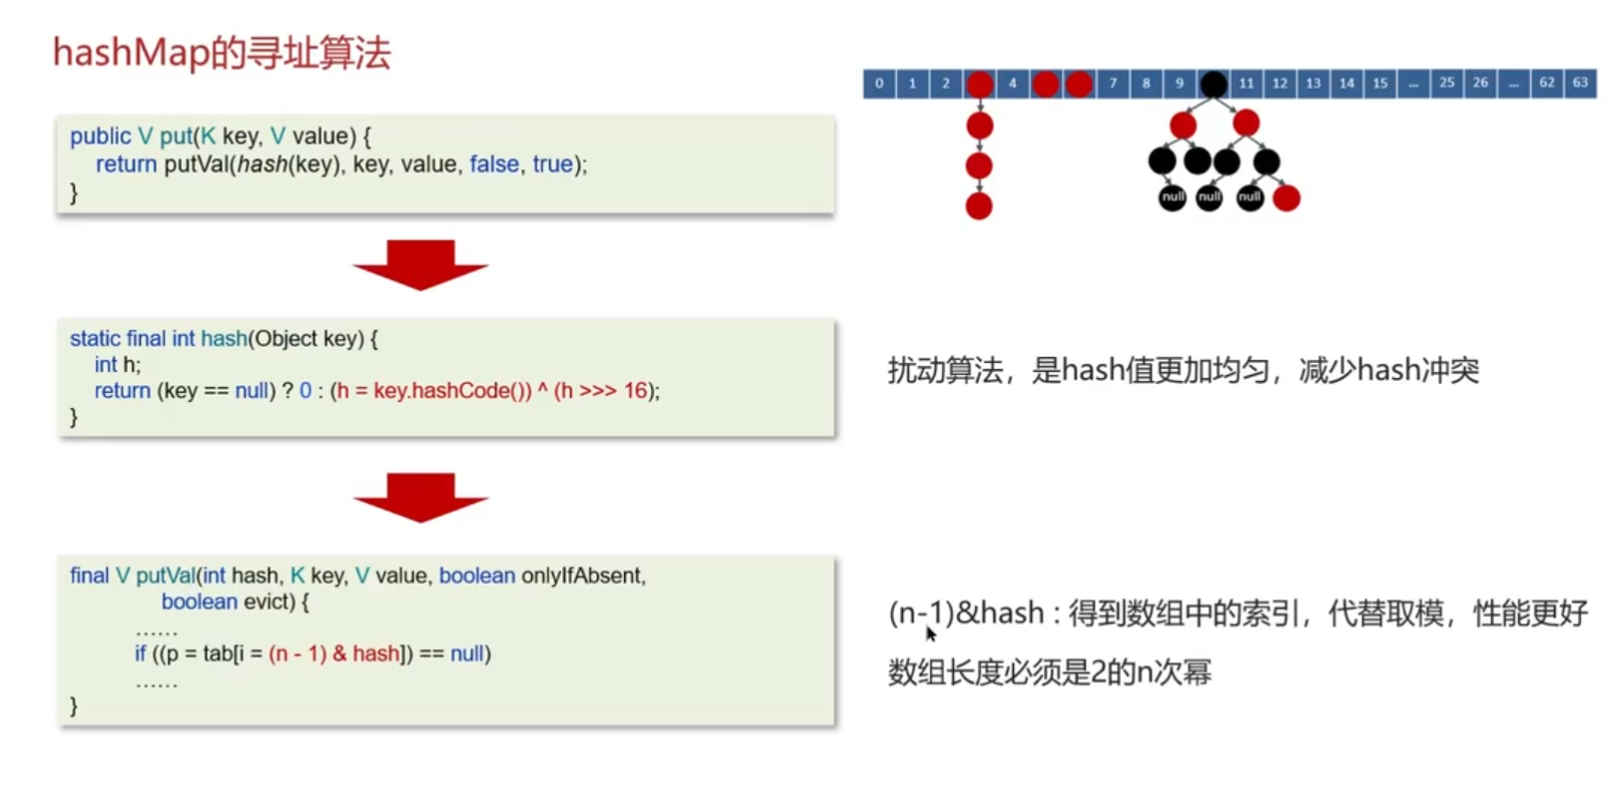 hashMap的寻址算法
0 1 2 4 7 8 9 11 12 13 14 15 ... 25 26 ... 62 63
null null null
public V put(K key, V value) {
return putVal(hash(key), key, value, false, true);
}
static final int hash(Object key) {
int h;
return (key == null) ? 0 : (h = key.hashCode()) ^ (h >>> 16);
}
扰动算法，是hash值更加均匀，减少hash冲突
final V putVal(int hash, K key, V value, boolean onlyIfAbsent,
boolean evict) {
……
if ((p = tab[i = (n - 1) & hash]) == null)
……
}
(n-1)&hash : 得到数组中的索引，代替取模，性能更好
数组长度必须是2的n次幂